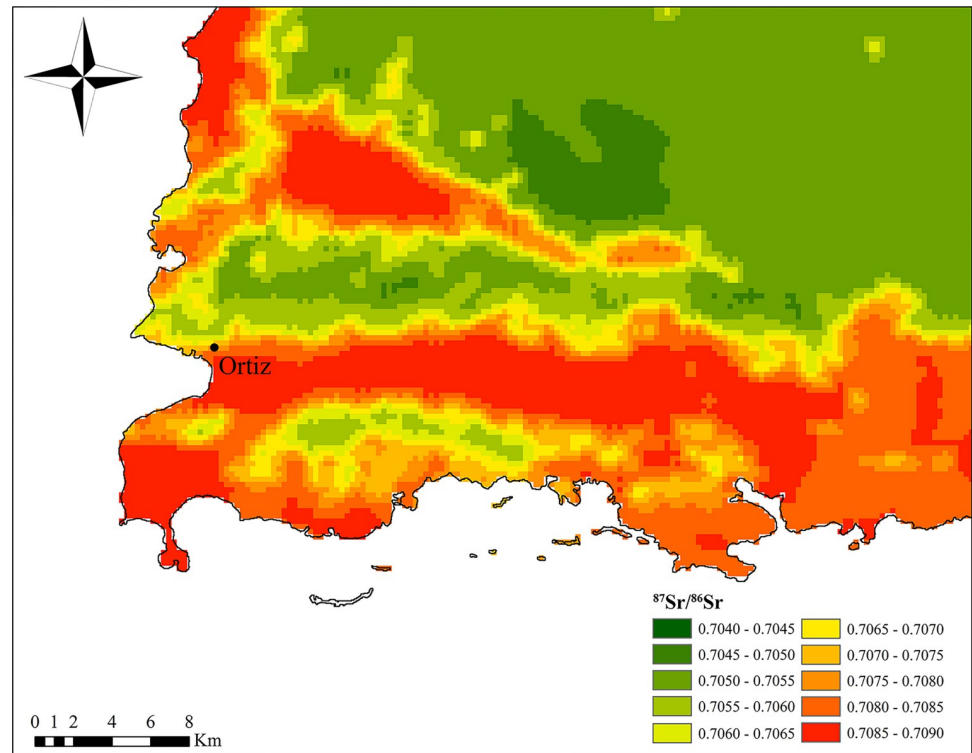 Ortiz
⁸⁷Sr/⁸⁶Sr
0.7040 - 0.7045 0.7065 - 0.7070
0.7045 - 0.7050 0.7070 - 0.7075
0.7050 - 0.7055 0.7075 - 0.7080
0.7055 - 0.7060 0.7080 - 0.7085
0.7060 - 0.7065 0.7085 - 0.7090
0 1 2 4 6 8
Km